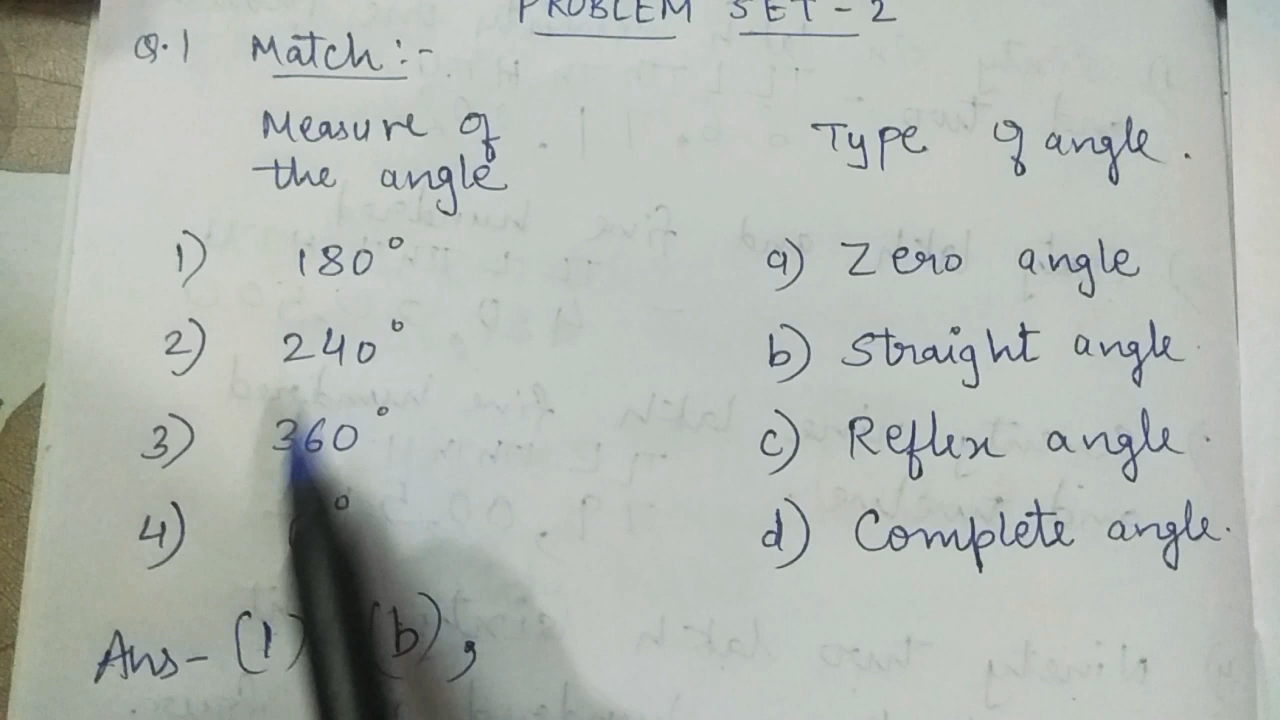 PROBLEM SET - 2
Q.1 Match :-
Measure of the angle Type of angle.
1) 180° a) Zero angle
2) 240° b) Straight angle
3) 360° c) Reflex angle.
4) ° d) Complete angle.
Ans- (1) (b),